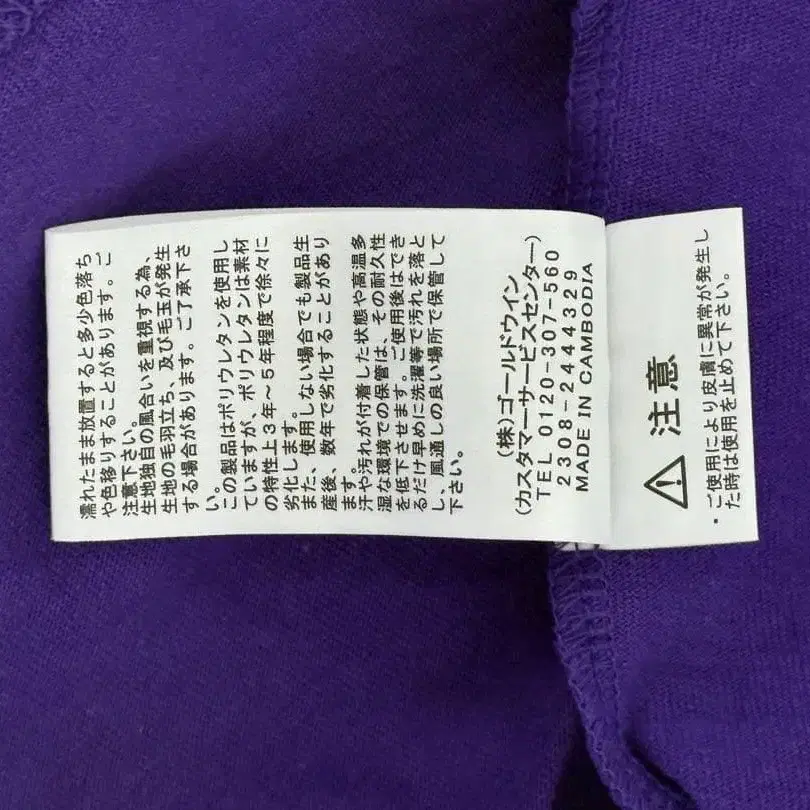 濡れたまま放置すると多少色落ち
や色移りすることがあります。ご
注意下さい。
生地独自の風合いを重視する為、
生地の毛羽立ち、及び毛玉が発生
する場合があります。ご了承下さ
い。
この製品はポリウレタンを使用し
ていますが、ポリウレタンは素材
の特性上3年～5年程度で徐々に
劣化します。
また、使用しない場合でも製品生
産後、数年で劣化することがあり
ます。
汗や汚れが付着した状態や高温多
湿な環境での保管は、その耐久性
を低下させます。ご使用後はでき
るだけ早めに洗濯等で汚れを落と
し、風通しの良い場所で保管して
下さい。
(株)ゴールドウイン
(カスタマーサービスセンター)
TEL 0120-307-560
2308-2444329
MADE IN CAMBODIA
注意
・ご使用により皮膚に異常が発生し
た時は使用を止めて下さい。